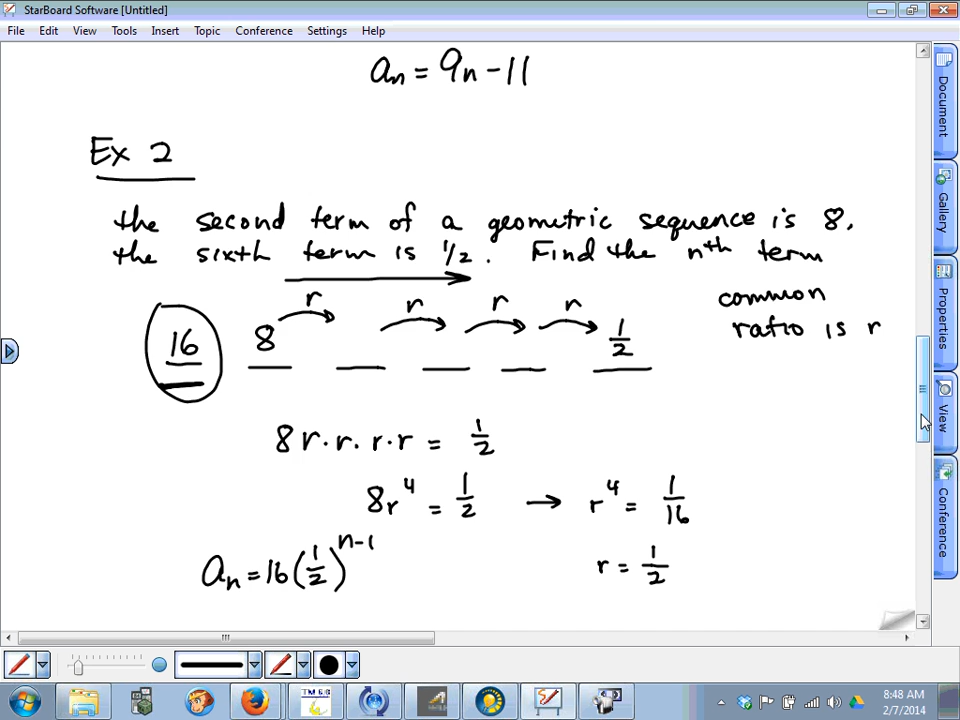 StarBoard Software [Untitled]
File Edit View Tools Insert Topic Conference Settings Help
aₙ = 9n - 11
Ex 2
the second term of a geometric sequence is 8,
the sixth term is 1/2. Find the nᵗʰ term
common
ratio is r
r r r r
16 8 1/2
8r·r·r·r = 1/2
8r⁴ = 1/2 → r⁴ = 1/16
aₙ = 16(1/2)ⁿ⁻¹ r = 1/2
Document
Gallery
Properties
View
Conference
8:48 AM
2/7/2014